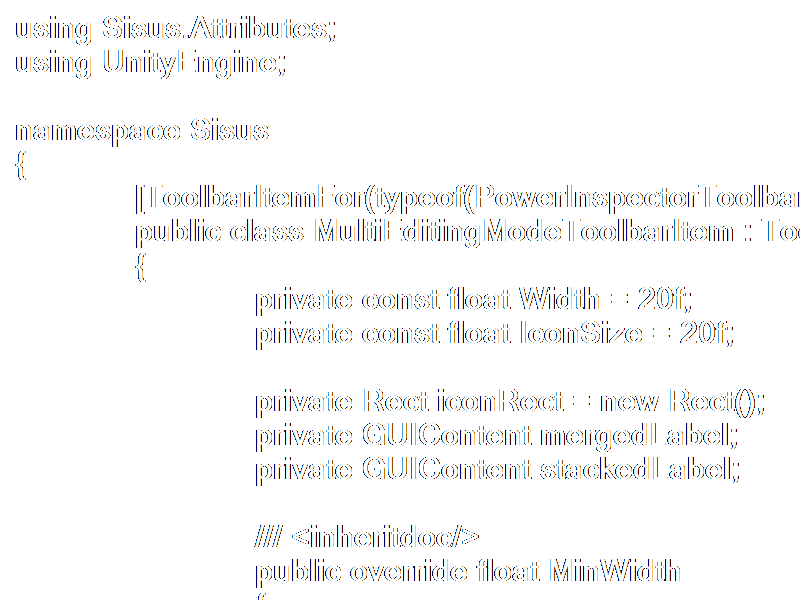 using Sisus.Attributes;
using UnityEngine;

namespace Sisus
{
[ToolbarItemFor(typeof(PowerInspectorToolbar
public class MultiEditingModeToolbarItem : Too
{
private const float Width = 20f;
private const float IconSize = 20f;

private Rect iconRect = new Rect();
private GUIContent mergedLabel;
private GUIContent stackedLabel;

//// <inheritdoc/>
public override float MinWidth
{